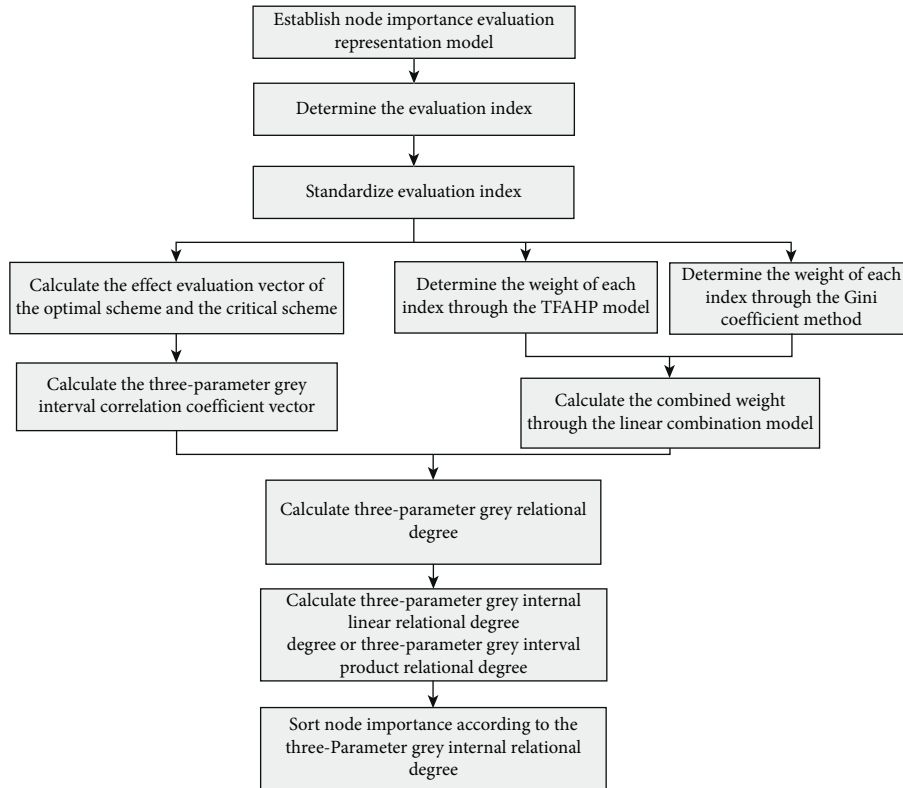 Establish node importance evaluation
representation model
Determine the evaluation index
Standardize evaluation index
Calculate the effect evaluation vector of
the optimal scheme and the critical scheme
Determine the weight of each
index through the TFAHP model
Determine the weight of each
index through the Gini
coefficient method
Calculate the three-parameter grey
interval correlation coefficient vector
Calculate the combined weight
through the linear combination model
Calculate three-parameter grey relational
degree
Calculate three-parameter grey internal
linear relational degree
degree or three-parameter grey interval
product relational degree
Sort node importance according to the
three-Parameter grey internal relational
degree